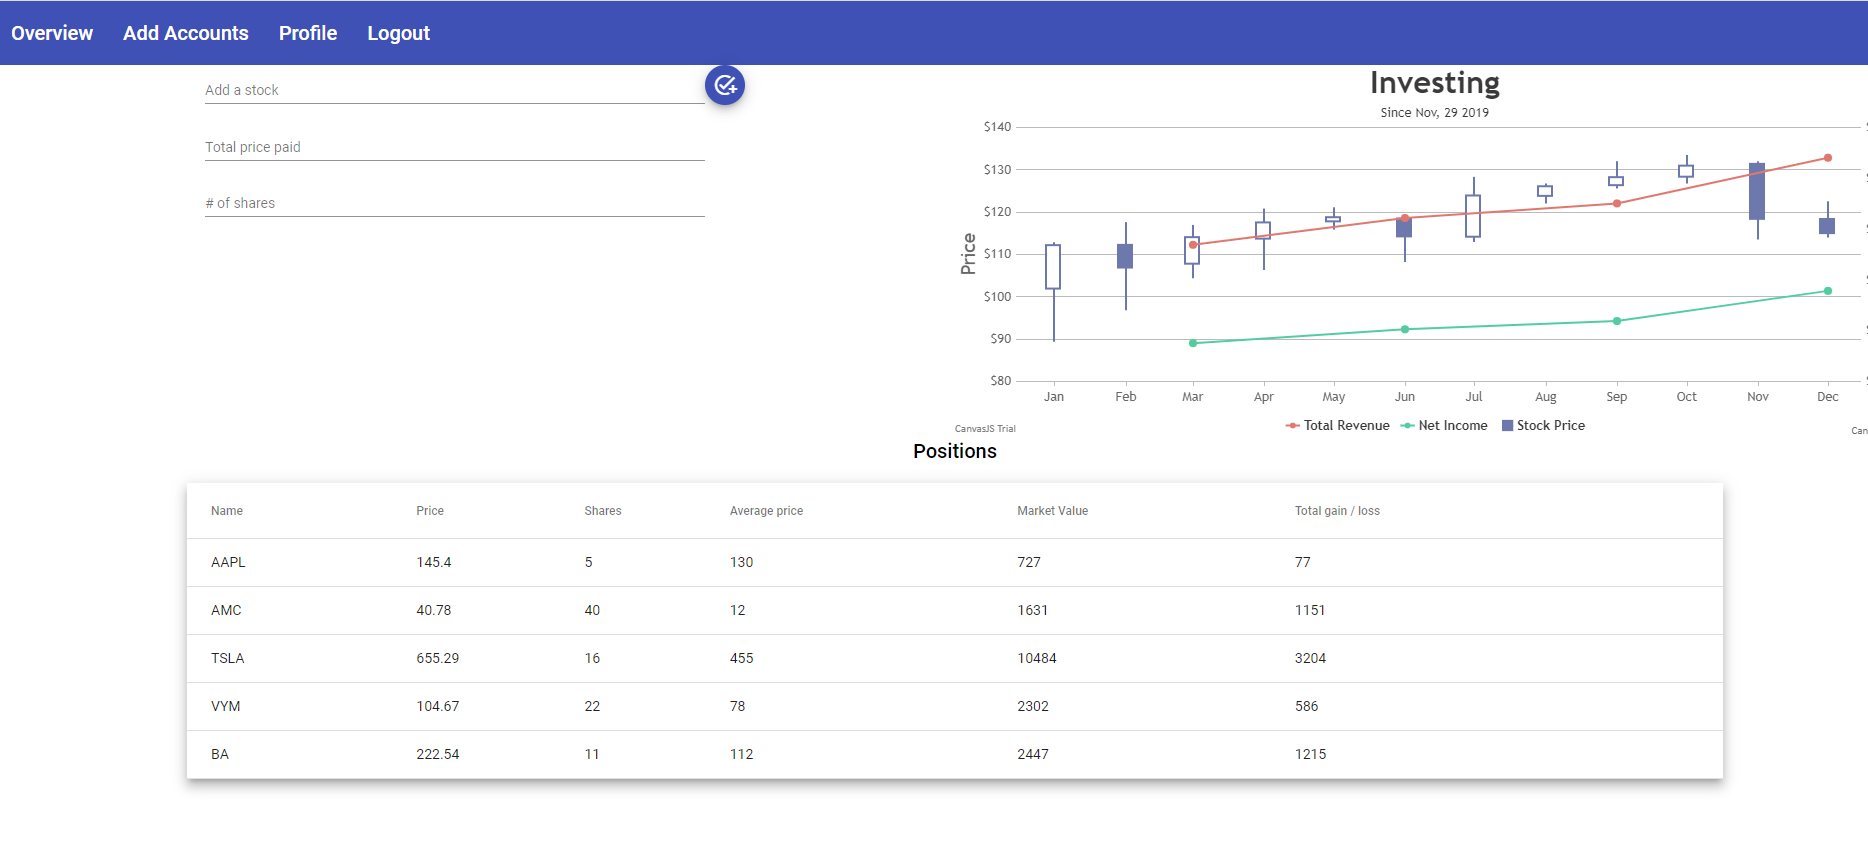 Overview Add Accounts Profile Logout
Add a stock
Total price paid
# of shares
Investing
Since Nov, 29 2019
Price
$140
$130
$120
$110
$100
$90
$80
Jan Feb Mar Apr May Jun Jul Aug Sep Oct Nov Dec
Total Revenue Net Income Stock Price
CanvasJS Trial
Can
Positions
Name Price Shares Average price Market Value Total gain / loss
AAPL 145.4 5 130 727 77
AMC 40.78 40 12 1631 1151
TSLA 655.29 16 455 10484 3204
VYM 104.67 22 78 2302 586
BA 222.54 11 112 2447 1215